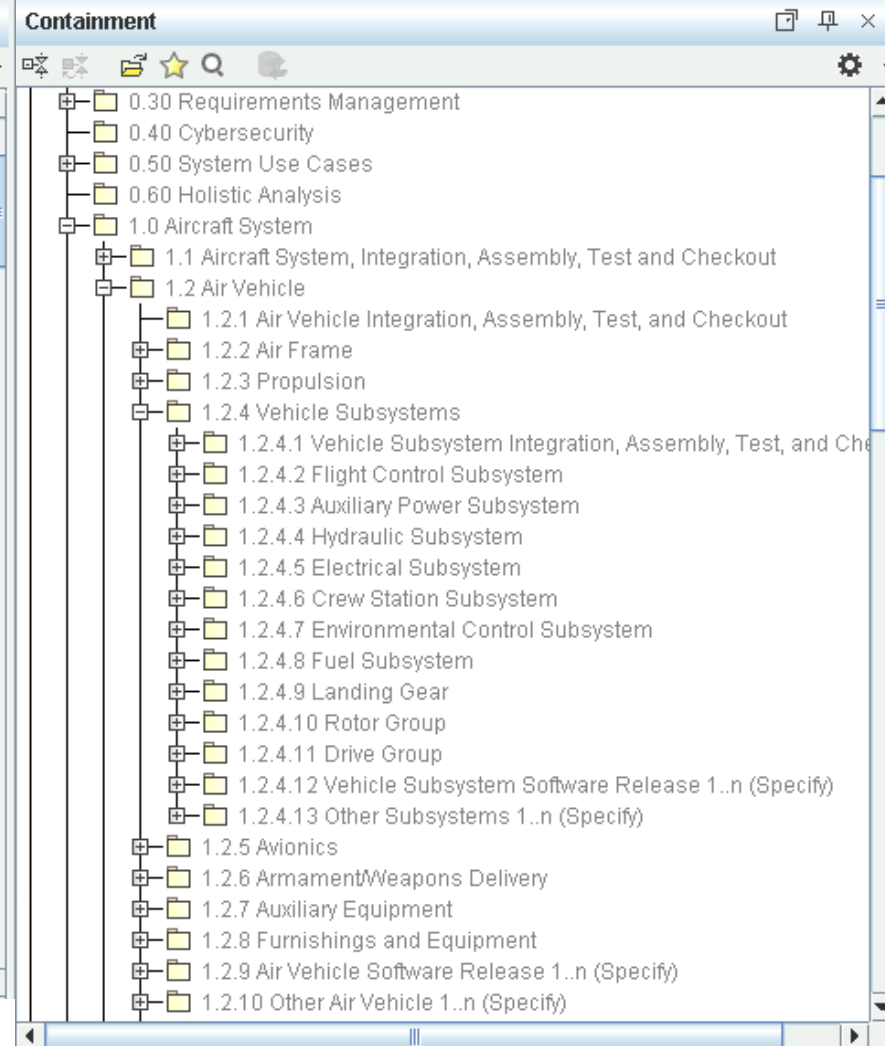 Containment
0.30 Requirements Management
0.40 Cybersecurity
0.50 System Use Cases
0.60 Holistic Analysis
1.0 Aircraft System
1.1 Aircraft System, Integration, Assembly, Test and Checkout
1.2 Air Vehicle
1.2.1 Air Vehicle Integration, Assembly, Test, and Checkout
1.2.2 Air Frame
1.2.3 Propulsion
1.2.4 Vehicle Subsystems
1.2.4.1 Vehicle Subsystem Integration, Assembly, Test, and Che
1.2.4.2 Flight Control Subsystem
1.2.4.3 Auxiliary Power Subsystem
1.2.4.4 Hydraulic Subsystem
1.2.4.5 Electrical Subsystem
1.2.4.6 Crew Station Subsystem
1.2.4.7 Environmental Control Subsystem
1.2.4.8 Fuel Subsystem
1.2.4.9 Landing Gear
1.2.4.10 Rotor Group
1.2.4.11 Drive Group
1.2.4.12 Vehicle Subsystem Software Release 1..n (Specify)
1.2.4.13 Other Subsystems 1..n (Specify)
1.2.5 Avionics
1.2.6 Armament/Weapons Delivery
1.2.7 Auxiliary Equipment
1.2.8 Furnishings and Equipment
1.2.9 Air Vehicle Software Release 1..n (Specify)
1.2.10 Other Air Vehicle 1..n (Specify)